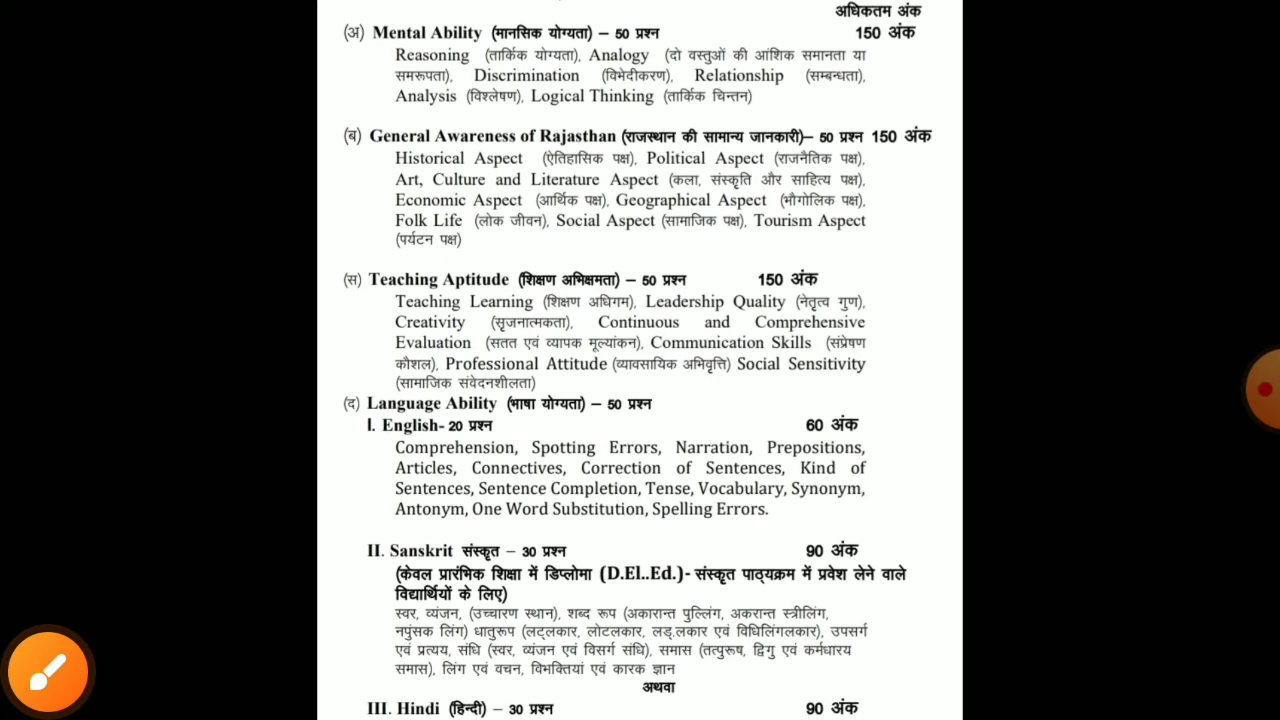 अधिकतम अंक
(अ) Mental Ability (मानसिक योग्यता) – 50 प्रश्न 150 अंक
Reasoning (तार्किक योग्यता), Analogy (दो वस्तुओं की आंशिक समानता या
समरूपता), Discrimination (विभेदीकरण), Relationship (सम्बन्धता),
Analysis (विश्लेषण), Logical Thinking (तार्किक चिन्तन)
(ब) General Awareness of Rajasthan (राजस्थान की सामान्य जानकारी)– 50 प्रश्न 150 अंक
Historical Aspect (ऐतिहासिक पक्ष), Political Aspect (राजनैतिक पक्ष),
Art, Culture and Literature Aspect (कला, संस्कृति और साहित्य पक्ष),
Economic Aspect (आर्थिक पक्ष), Geographical Aspect (भौगोलिक पक्ष),
Folk Life (लोक जीवन), Social Aspect (सामाजिक पक्ष), Tourism Aspect
(पर्यटन पक्ष)
(स) Teaching Aptitude (शिक्षण अभिक्षमता) – 50 प्रश्न 150 अंक
Teaching Learning (शिक्षण अधिगम), Leadership Quality (नेतृत्व गुण),
Creativity (सृजनात्मकता), Continuous and Comprehensive
Evaluation (सतत एवं व्यापक मूल्यांकन), Communication Skills (संप्रेषण
कौशल), Professional Attitude (व्यावसायिक अभिवृत्ति) Social Sensitivity
(सामाजिक संवेदनशीलता)
(द) Language Ability (भाषा योग्यता) – 50 प्रश्न
I. English- 20 प्रश्न 60 अंक
Comprehension, Spotting Errors, Narration, Prepositions,
Articles, Connectives, Correction of Sentences, Kind of
Sentences, Sentence Completion, Tense, Vocabulary, Synonym,
Antonym, One Word Substitution, Spelling Errors.
II. Sanskrit संस्कृत – 30 प्रश्न 90 अंक
(केवल प्रारंभिक शिक्षा में डिप्लोमा (D.El..Ed.)- संस्कृत पाठ्यक्रम में प्रवेश लेने वाले
विद्यार्थियों के लिए)
स्वर, व्यंजन, (उच्चारण स्थान), शब्द रूप (अकारान्त पुल्लिंग, अकरान्त स्त्रीलिंग,
नपुंसक लिंग) धातुरूप (लट्लकार, लोटलकार, लड्.लकार एवं विधिलिंगलकार), उपसर्ग
एवं प्रत्यय, संधि (स्वर, व्यंजन एवं विसर्ग संधि), समास (तत्पुरूष, द्विगु एवं कर्मधारय
समास), लिंग एवं वचन, विभक्तियां एवं कारक ज्ञान
अथवा
III. Hindi (हिन्दी) – 30 प्रश्न 90 अंक